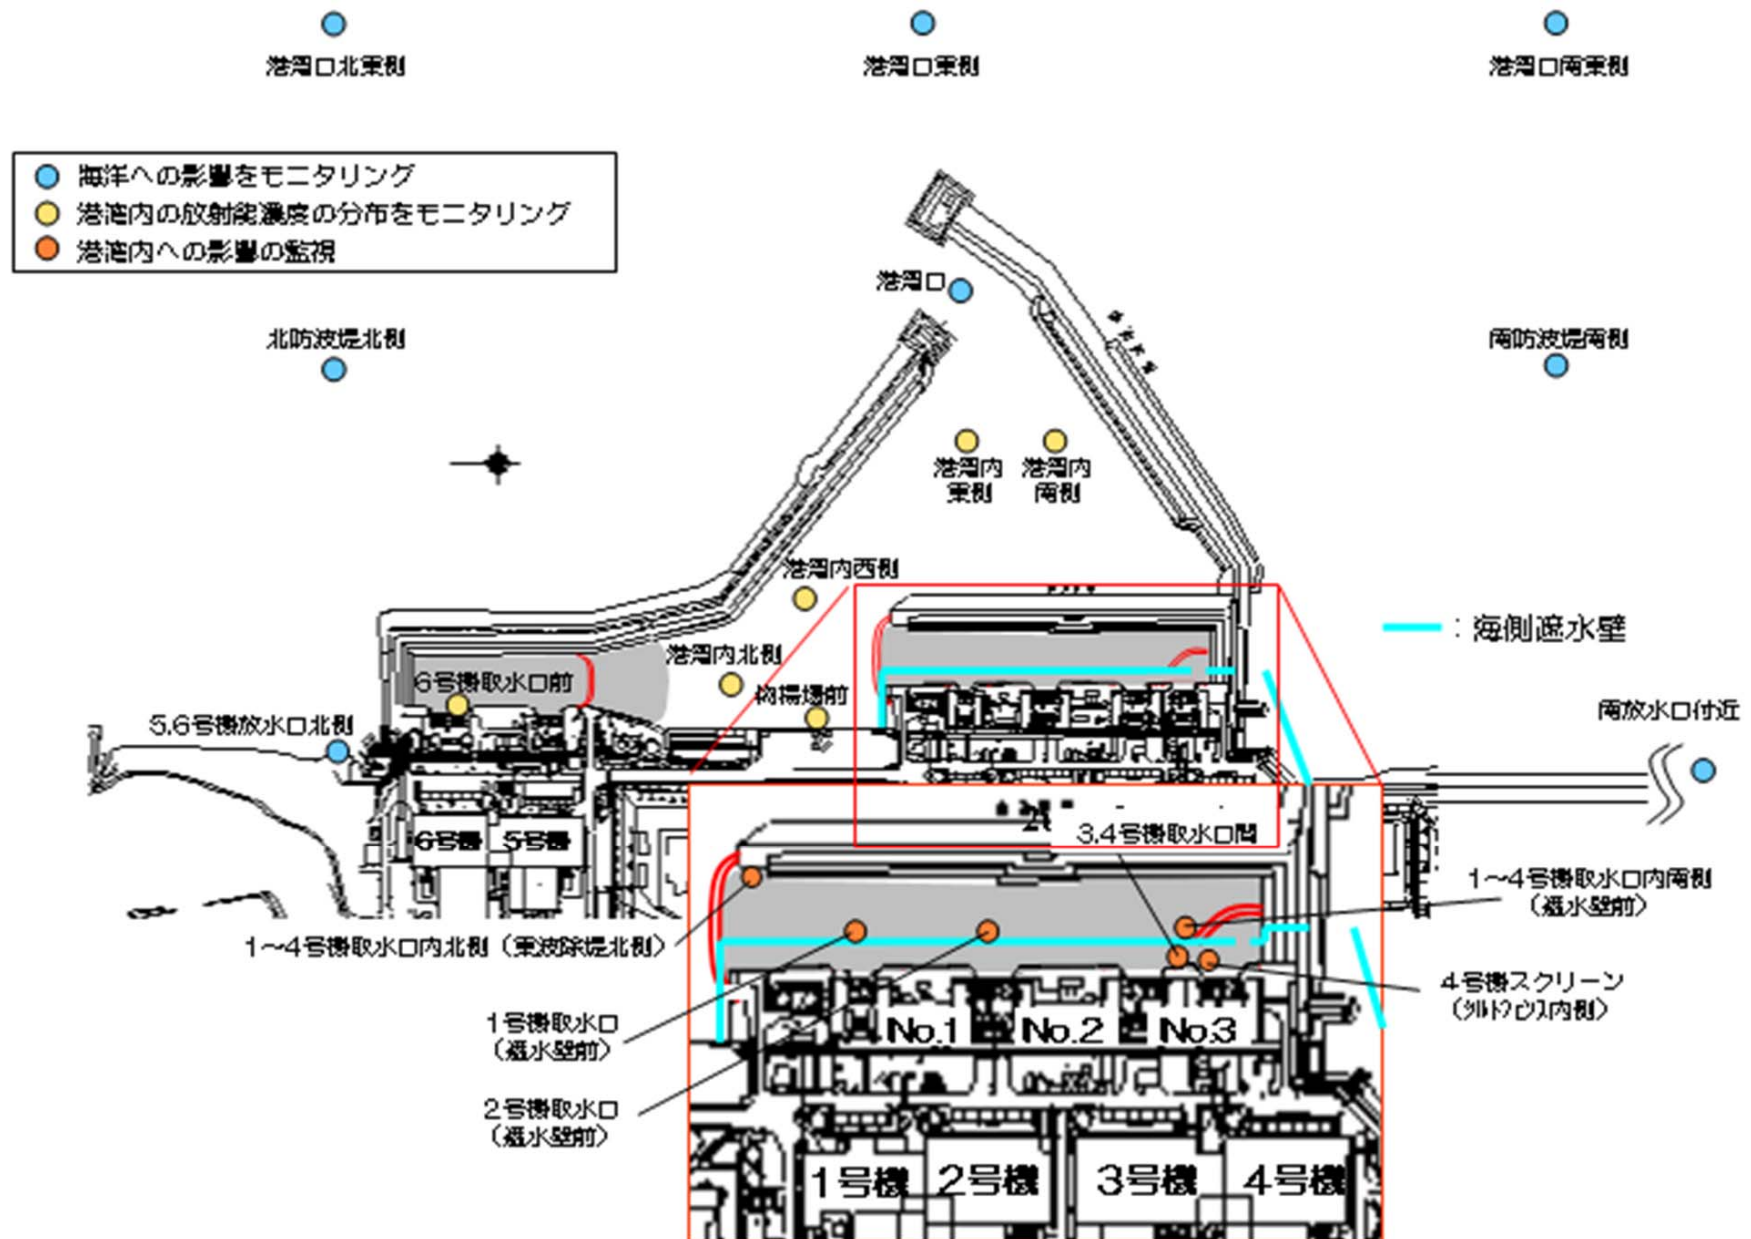 港湾口北東側
港湾口東側
港湾口南東側
海洋への影響をモニタリング
港湾内の放射能濃度の分布をモニタリング
港湾内への影響の監視
港湾口
北防波堤北側
南防波堤南側
港湾内
東側
港湾内
南側
港湾内西側
：海側遮水壁
港湾内北側
6号機取水口前
物揚場前
5,6号機放水口北側
南放水口付近
6号機
5号機
3,4号機取水口間
1～4号機取水口内南側
（遮水壁前）
1～4号機取水口内北側（東波除堤北側）
4号機スクリーン
（シルトフェンス内側）
1号機取水口
（遮水壁前）
No.1
No.2
No.3
2号機取水口
（遮水壁前）
1号機
2号機
3号機
4号機